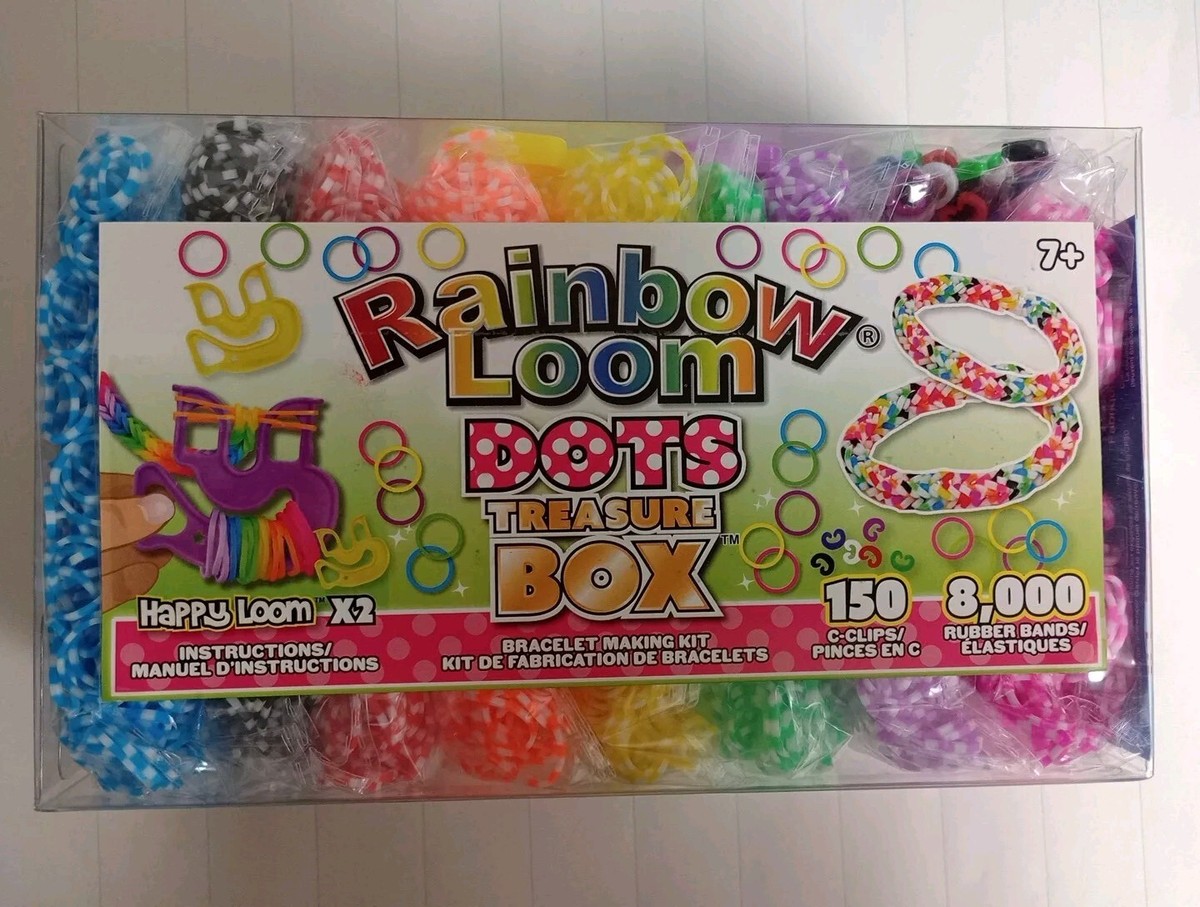 7+
Rainbow®
Loom
DOTS
TREASURE
BOX™
Happy Loom™ X2
INSTRUCTIONS/
MANUEL D'INSTRUCTIONS
BRACELET MAKING KIT
KIT DE FABRICATION DE BRACELETS
150
C-CLIPS/
PINCES EN C
8,000
RUBBER BANDS/
ÉLASTIQUES